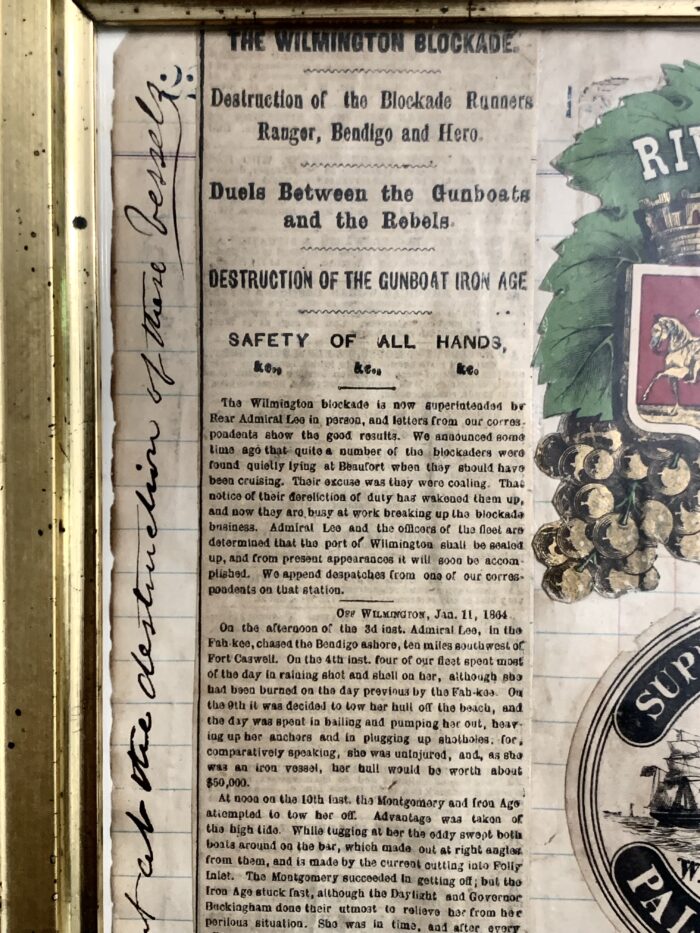 THE WILMINGTON BLOCKADE.
Destruction of the Blockade Runners
Ranger, Bendigo and Hero.
Duels Between the Gunboats
and the Rebels.
DESTRUCTION OF THE GUNBOAT IRON AGE
SAFETY OF ALL HANDS,
&c., &c., &c.
The Wilmington blockade is now superintended by
Rear Admiral Lee in person, and letters from our corres-
pondents show the good results. We announced some
time ago that quite a number of the blockaders were
found quietly lying at Beaufort when they should have
been cruising. Their excuse was they were coaling. That
notice of their dereliction of duty has wakened them up,
and now they are busy at work breaking up the blockade
business. Admiral Lee and the officers of the fleet are
determined that the port of Wilmington shall be sealed
up, and from present appearances it will soon be accom-
plished. We append despatches from one of our corres-
pondents on that station.
OFF WILMINGTON, Jan. 11, 1864
On the afternoon of the 3d inst. Admiral Lee, in the
Fah-kee, chased the Bendigo ashore, ten miles southwest of
Fort Caswell. On the 4th inst. four of our fleet spent most
of the day in raining shot and shell on her, although she
had been burned on the day previous by the Fah-kee. On
the 9th it was decided to tow her hull off the beach, and
the day was spent in bailing and pumping her out, heav-
ing up her anchors and in plugging up shotholes; for,
comparatively speaking, she was uninjured, and, as she
was an iron vessel, her hull would be worth about
$50,000.
At noon on the 10th inst. the Montgomery and Iron Age
attempted to tow her off. Advantage was taken of
the high tide. While tugging at her the eddy swept both
boats around on the bar, which made out at right angles
from them, and is made by the current cutting into Folly
Inlet. The Montgomery succeeded in getting off; but the
Iron Age stuck fast, although the Daylight and Governor
Buckingham done their utmost to relieve her from her
perilous situation. She was in time, and after every
at the destruction of these Vessels.
RI
SUP
W
PAL